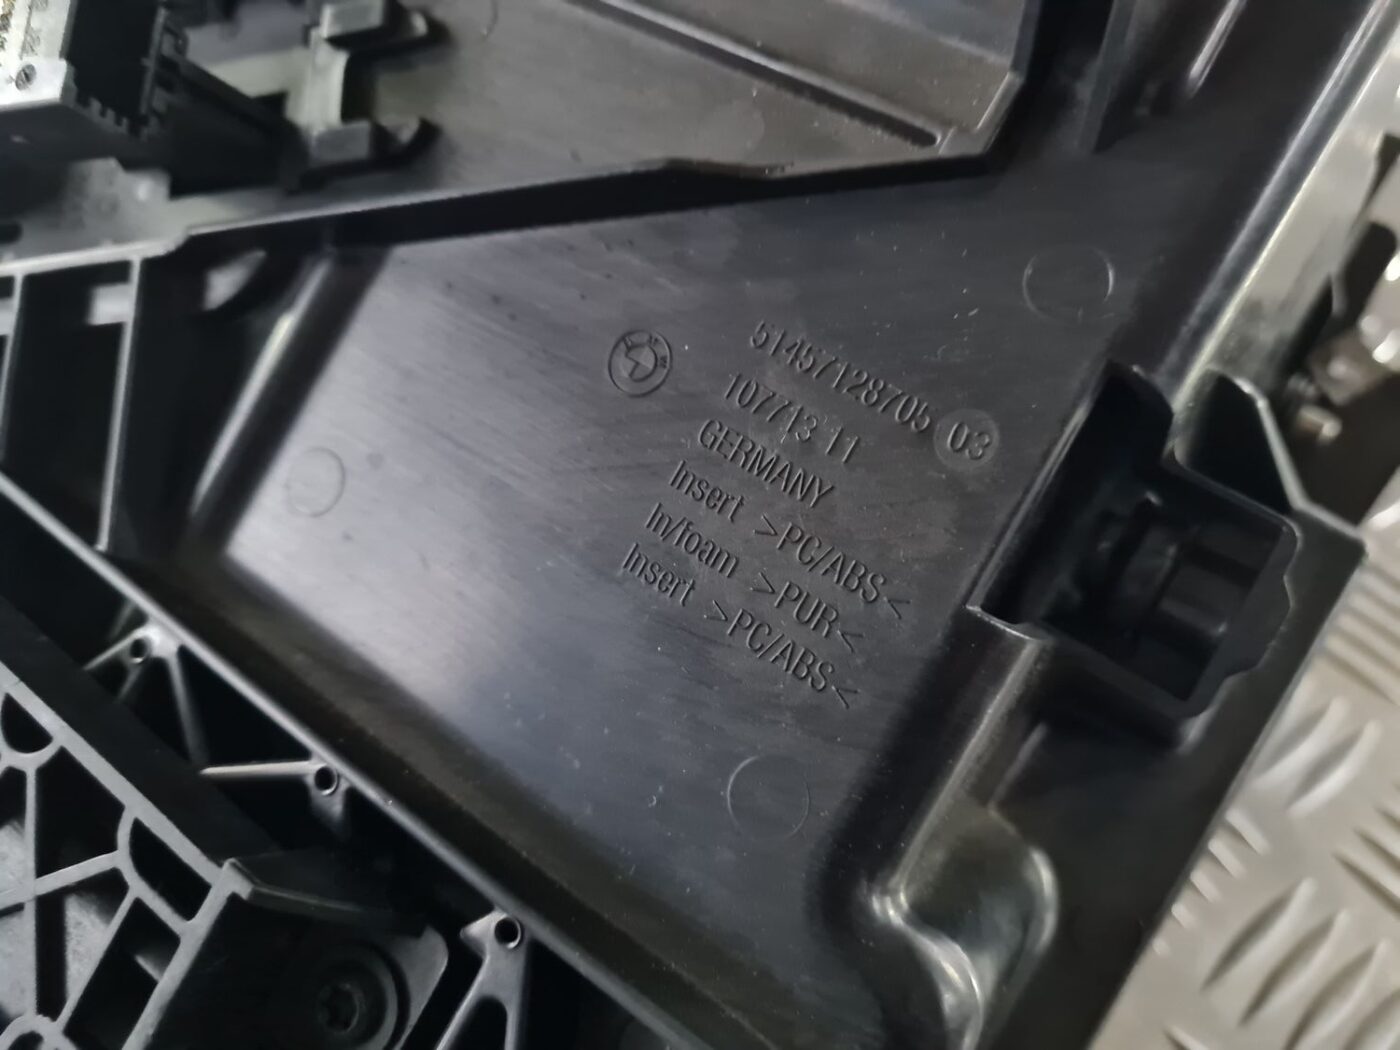 51457128705 03
107713 11
GERMANY
Insert >PC/ABS<
In/foam >PUR<
Insert >PC/ABS<